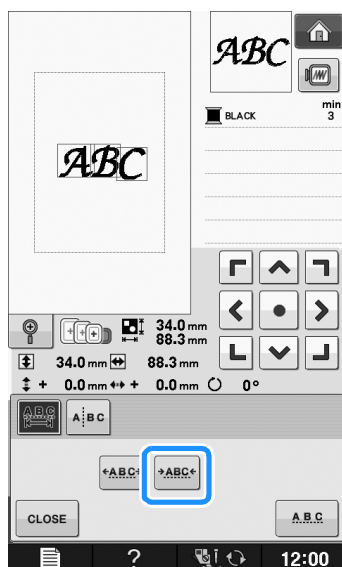 ABC
BLACK
min
3
ABC
34.0 mm
88.3 mm
34.0 mm 88.3 mm
+ 0.0 mm + 0.0 mm 0°
ABC A BC
ABC ABC
CLOSE ABC
? 12:00